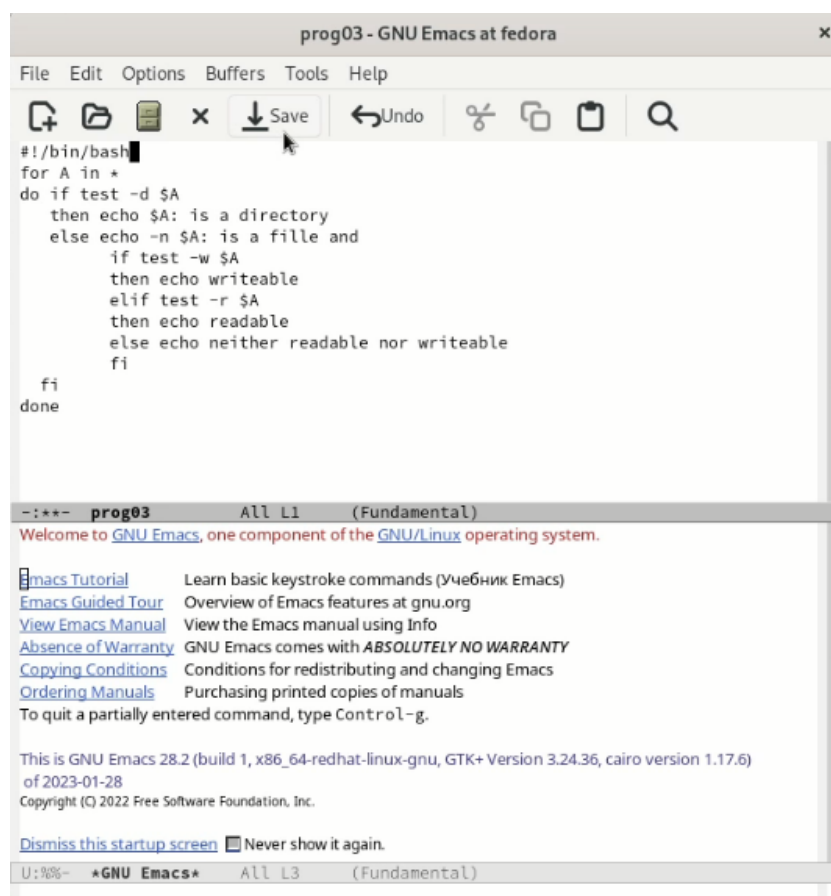 prog03 - GNU Emacs at fedora
File Edit Options Buffers Tools Help
Save Undo
#!/bin/bash
for A in *
do if test -d $A
then echo $A: is a directory
else echo -n $A: is a fille and
if test -w $A
then echo writeable
elif test -r $A
then echo readable
else echo neither readable nor writeable
fi
fi
done
-:**- prog03 All L1 (Fundamental)
Welcome to GNU Emacs, one component of the GNU/Linux operating system.
Emacs Tutorial Learn basic keystroke commands (Учебник Emacs)
Emacs Guided Tour Overview of Emacs features at gnu.org
View Emacs Manual View the Emacs manual using Info
Absence of Warranty GNU Emacs comes with ABSOLUTELY NO WARRANTY
Copying Conditions Conditions for redistributing and changing Emacs
Ordering Manuals Purchasing printed copies of manuals
To quit a partially entered command, type Control-g.
This is GNU Emacs 28.2 (build 1, x86_64-redhat-linux-gnu, GTK+ Version 3.24.36, cairo version 1.17.6)
of 2023-01-28
Copyright (C) 2022 Free Software Foundation, Inc.
Dismiss this startup screen Never show it again.
U:%%- *GNU Emacs* All L3 (Fundamental)